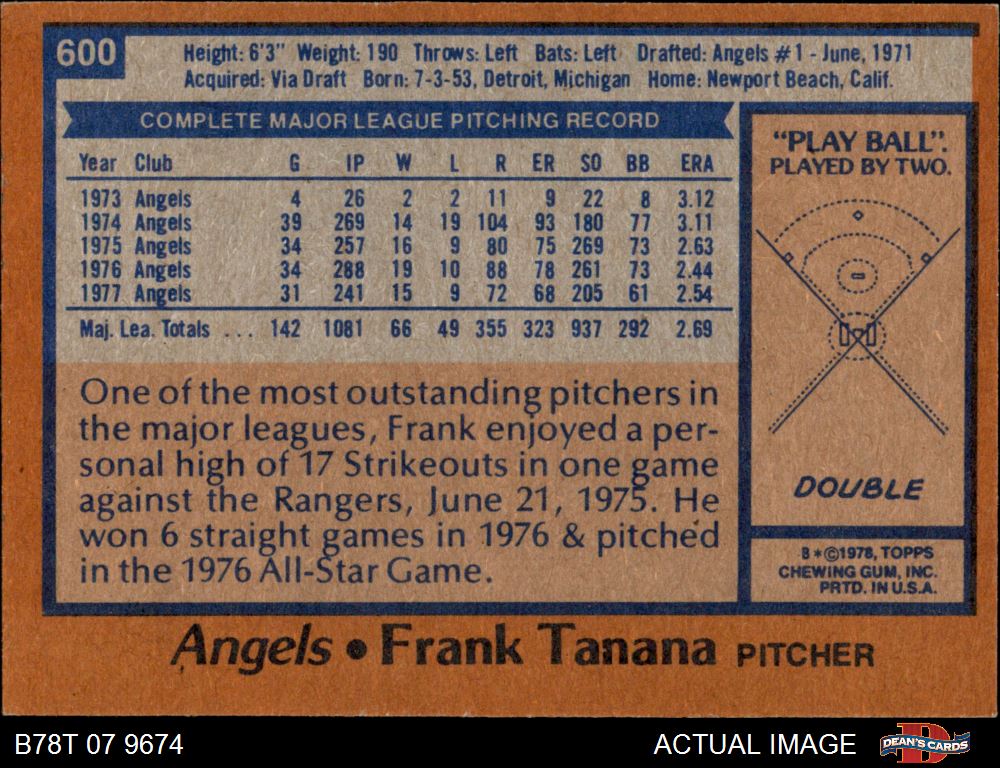 600
Height: 6'3" Weight: 190 Throws: Left Bats: Left Drafted: Angels #1 - June, 1971
Acquired: Via Draft Born: 7-3-53, Detroit, Michigan Home: Newport Beach, Calif.
COMPLETE MAJOR LEAGUE PITCHING RECORD
Year Club G IP W L R ER SO BB ERA
1973 Angels 4 26 2 2 11 9 22 8 3.12
1974 Angels 39 269 14 19 104 93 180 77 3.11
1975 Angels 34 257 16 9 80 75 269 73 2.63
1976 Angels 34 288 19 10 88 78 261 73 2.44
1977 Angels 31 241 15 9 72 68 205 61 2.54
Maj. Lea. Totals ... 142 1081 66 49 355 323 937 292 2.69
One of the most outstanding pitchers in
the major leagues, Frank enjoyed a per-
sonal high of 17 Strikeouts in one game
against the Rangers, June 21, 1975. He
won 6 straight games in 1976 & pitched
in the 1976 All-Star Game.
"PLAY BALL".
PLAYED BY TWO.
DOUBLE
B*©1978, TOPPS
CHEWING GUM, INC.
PRTD. IN U.S.A.
Angels • Frank Tanana PITCHER
B78T 07 9674
ACTUAL IMAGE
DEAN'S CARDS